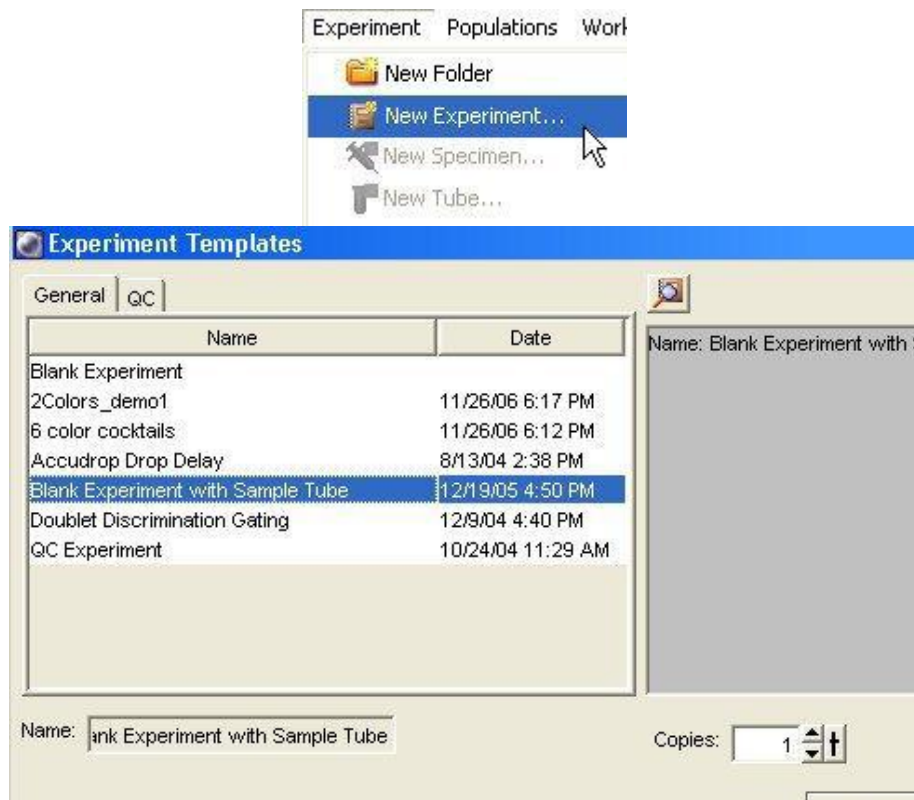 Experiment Populations
New Folder
New Experiment...
New Specimen...
New Tube...
Experiment Templates
General QC
Name Date
Name: Blank Experiment with
Blank Experiment
2Colors_demo1 11/26/06 6:17 PM
6 color cocktails 11/26/06 6:12 PM
Accudrop Drop Delay 8/13/04 2:38 PM
Blank Experiment with Sample Tube 12/19/05 4:50 PM
Doublet Discrimination Gating 12/9/04 4:40 PM
QC Experiment 10/24/04 11:29 AM
Name: ank Experiment with Sample Tube
Copies: 1